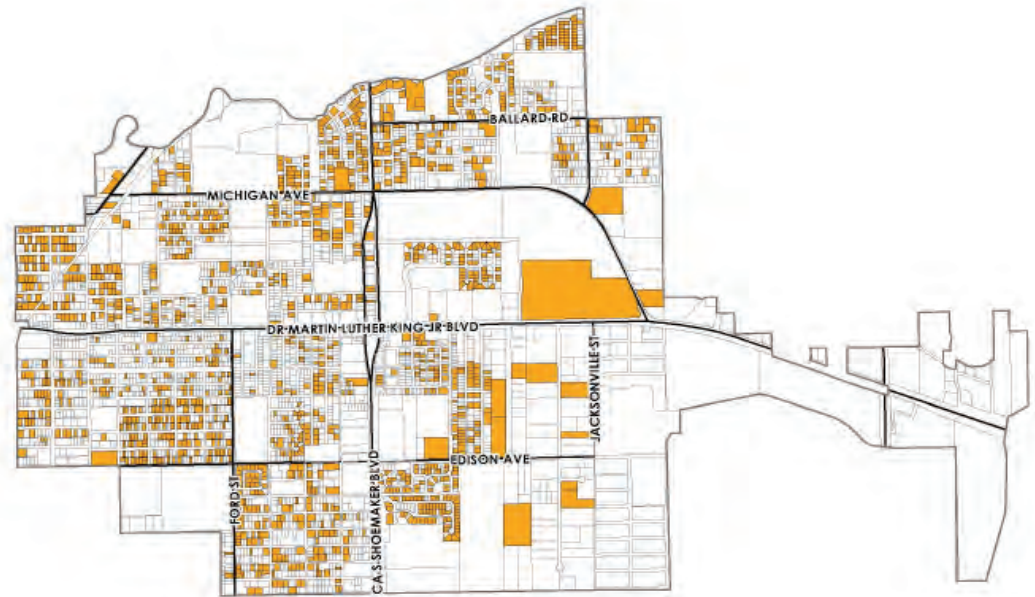 BALLARD RD
MICHIGAN AVE
DR MARTIN LUTHER KING JR BLVD
JACKSONVILLE ST
EDISON AVE
FORD ST
CA S SHOEMAKER BLVD